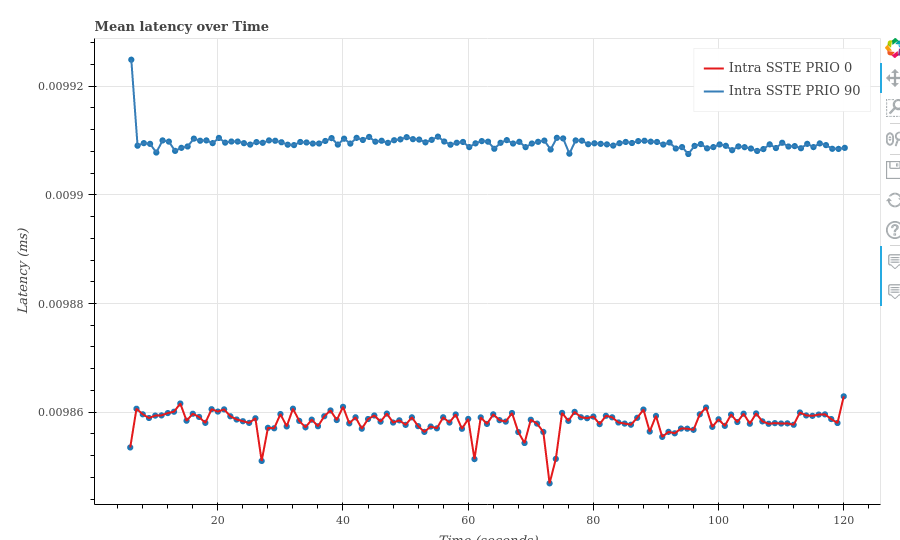 Mean latency over Time
Intra SSTE PRIO 0
Intra SSTE PRIO 90
0.00992
0.0099
0.00988
0.00986
Latency (ms)
20
40
60
80
100
120
Time (seconds)